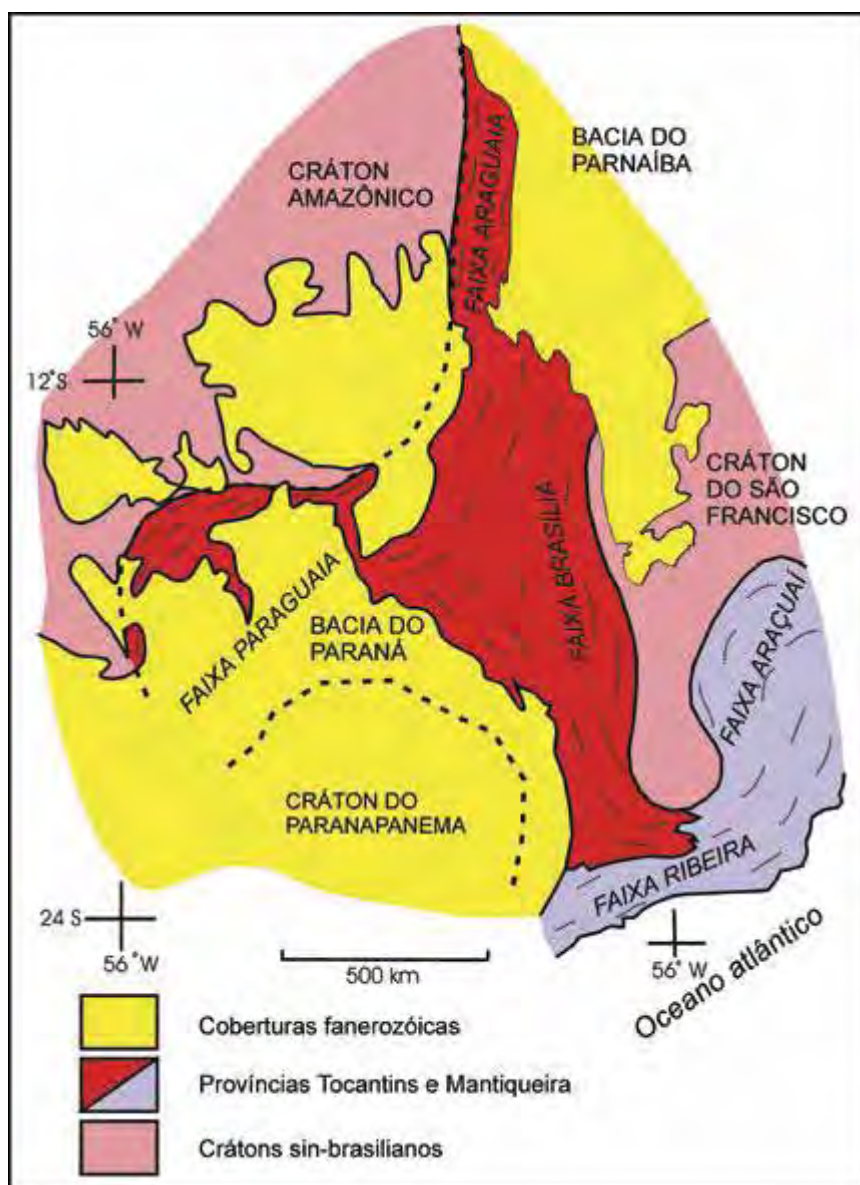 BACIA DO
PARNAÍBA
CRÁTON
AMAZÔNICO
FAIXA ARAGUAIA
56° W
12°S
CRÁTON
DO SÃO
FRANCISCO
FAIXA BRASÍLIA
FAIXA ARAÇUAÍ
FAIXA PARAGUAIA
BACIA DO
PARANÁ
CRÁTON DO
PARANAPANEMA
FAIXA RIBEIRA
24 S
56° W
500 km
56° W
Oceano atlântico
Coberturas fanerozóicas
Províncias Tocantins e Mantiqueira
Crátons sin-brasilianos